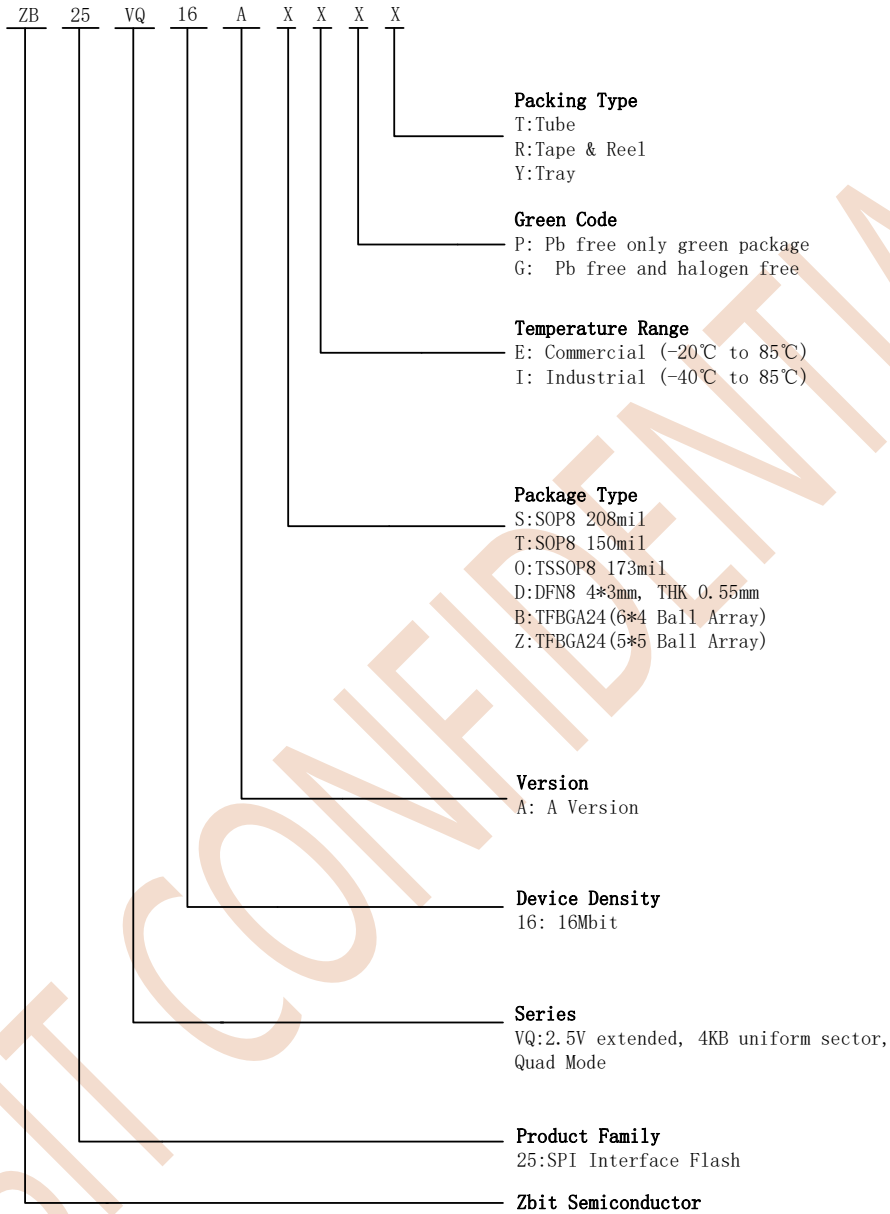 ZB 25 VQ 16 A X X X X
Packing Type
T:Tube
R:Tape & Reel
Y:Tray
Green Code
P: Pb free only green package
G: Pb free and halogen free
Temperature Range
E: Commercial (-20℃ to 85℃)
I: Industrial (-40℃ to 85℃)
Package Type
S:SOP8 208mil
T:SOP8 150mil
O:TSSOP8 173mil
D:DFN8 4*3mm, THK 0.55mm
B:TFBGA24(6*4 Ball Array)
Z:TFBGA24(5*5 Ball Array)
Version
A: A Version
Device Density
16: 16Mbit
Series
VQ:2.5V extended, 4KB uniform sector,
Quad Mode
Product Family
25:SPI Interface Flash
Zbit Semiconductor
BIT CONFIDENTIA